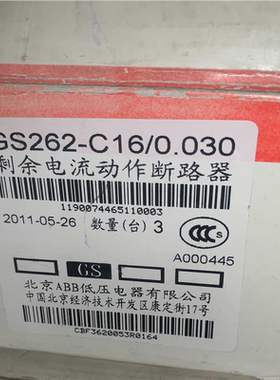 GS262-C16/0.030
剩余电流动作断路器
1190074465110003
2011-05-26 数量(台) 3
CCC S
A000445
GS
北京ABB低压电器有限公司
中国北京经济技术开发区康定街17号
CBF3620053R0164